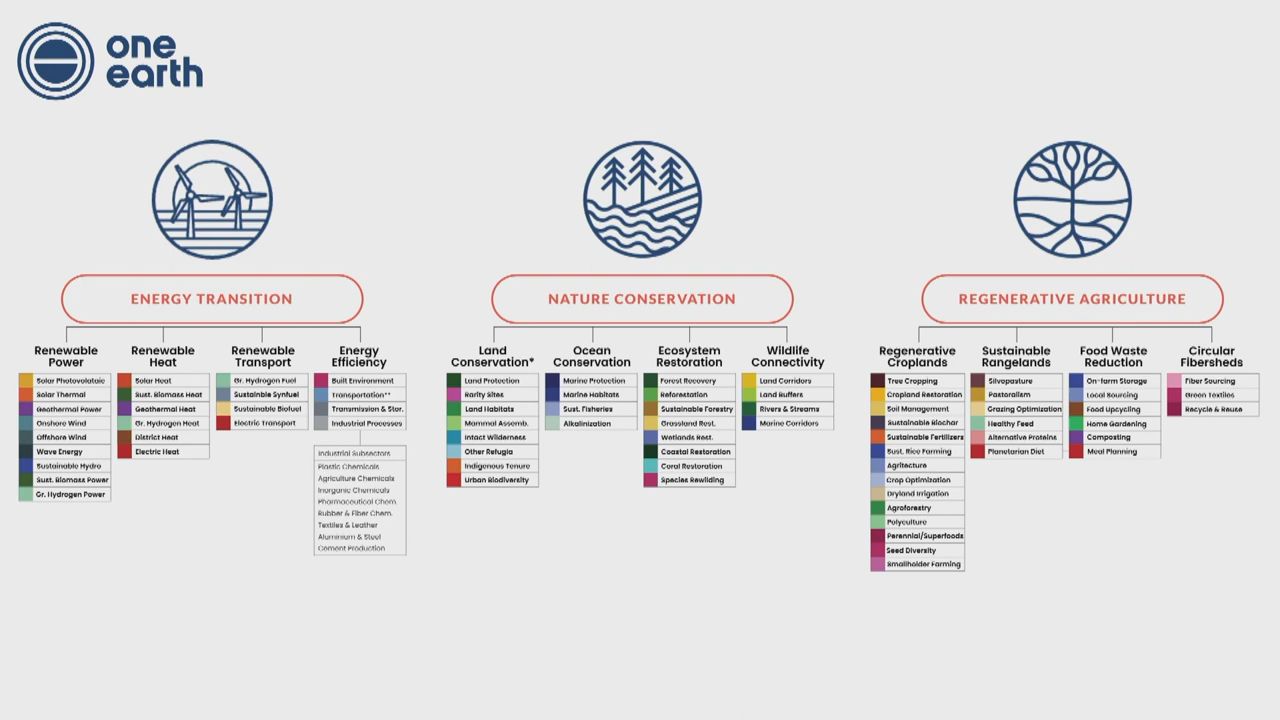 one
earth
ENERGY TRANSITION
Renewable
Power
Solar Photovolataic
Solar Thermal
Geothermal Power
Onshore Wind
Offshore Wind
Wave Energy
Sustainable Hydro
Sust. Biomass Power
Gr. Hydrogen Power
Renewable
Heat
Solar Heat
Sust. Biomass Heat
Geothermal Heat
Gr. Hydrogen Heat
District Heat
Electric Heat
Renewable
Transport
Gr. Hydrogen Fuel
Sustainable Synfuel
Sustainable Biofuel
Electric Transport
Energy
Efficiency
Built Environment
Transportation**
Transmission & Stor.
Industrial Processes
Industrial Subsectors
Plastic Chemicals
Agriculture Chemicals
Inorganic Chemicals
Pharmaceutical Chem.
Rubber & Fiber Chem.
Textiles & Leather
Aluminium & Steel
Cement Production
NATURE CONSERVATION
Land
Conservation*
Land Protection
Rarity Sites
Land Habitats
Mammal Assemb.
Intact Wilderness
Other Refugia
Indigenous Tenure
Urban Biodiversity
Ocean
Conservation
Marine Protection
Marine Habitats
Sust. Fisheries
Alkalinization
Ecosystem
Restoration
Forest Recovery
Reforestation
Sustainable Forestry
Grassland Rest.
Wetlands Rest.
Coastal Restoration
Coral Restoration
Species Rewilding
Wildlife
Connectivity
Land Corridors
Land Buffers
Rivers & Streams
Marine Corridors
REGENERATIVE AGRICULTURE
Regenerative
Croplands
Tree Cropping
Cropland Restoration
Soil Management
Sustainable Biochar
Sustainable Fertilizers
Sust. Rice Farming
Agritecture
Crop Optimization
Dryland Irrigation
Agroforestry
Polyculture
Perennial/Superfoods
Seed Diversity
Smallholder Farming
Sustainable
Rangelands
Silvopasture
Pastoralism
Grazing Optimization
Healthy Feed
Alternative Proteins
Planetarian Diet
Food Waste
Reduction
On-farm Storage
Local Sourcing
Food Upcycling
Home Gardening
Composting
Meal Planning
Circular
Fibersheds
Fiber Sourcing
Green Textiles
Recycle & Reuse